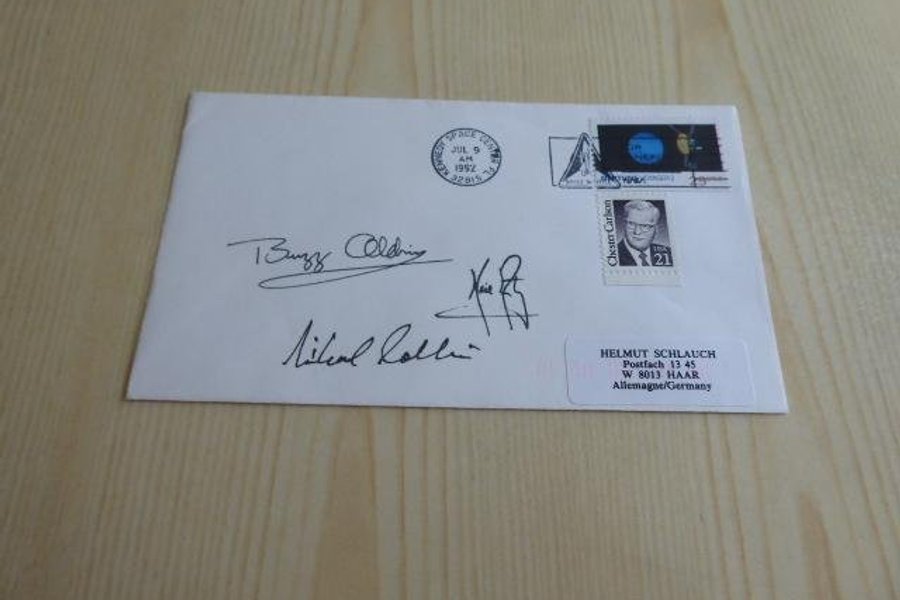 KENNEDY SPACE CENTER, FL
JUL 9
AM
1992
32815
Chester Carlson
USA
21
Buzz Aldrin
Michael Collins
HELMUT SCHLAUCH
Postfach 13 45
W 8013 HAAR
Allemagne/Germany